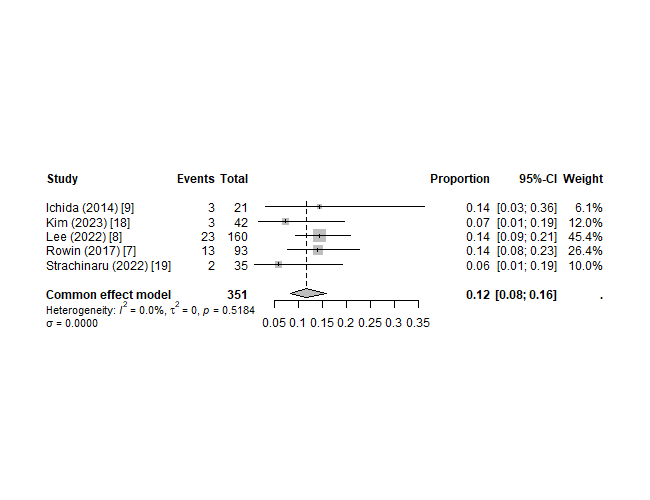 Study Events Total Proportion 95%-CI Weight
Ichida (2014) [9] 3 21 0.14 [0.03; 0.36] 6.1%
Kim (2023) [18] 3 42 0.07 [0.01; 0.19] 12.0%
Lee (2022) [8] 23 160 0.14 [0.09; 0.21] 45.4%
Rowin (2017) [7] 13 93 0.14 [0.08; 0.23] 26.4%
Strachinaru (2022) [19] 2 35 0.06 [0.01; 0.19] 10.0%
Common effect model 351 0.12 [0.08; 0.16] .
Heterogeneity: I² = 0.0%, τ² = 0, p = 0.5184
0.05 0.1 0.15 0.2 0.25 0.3 0.35
σ = 0.0000